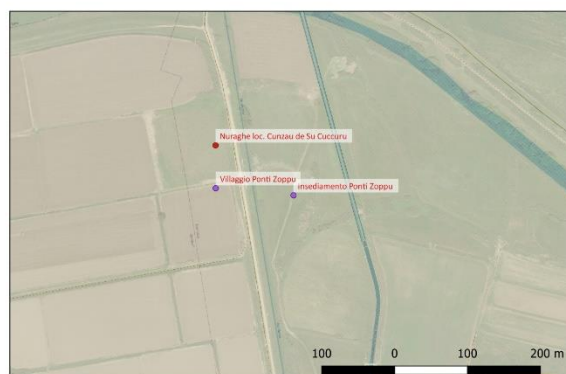 Nuraghe loc. Cunzau de Su Cuccuru
Villaggio Ponti Zoppu
Insediamento Ponti Zoppu
100 0 100 200 m